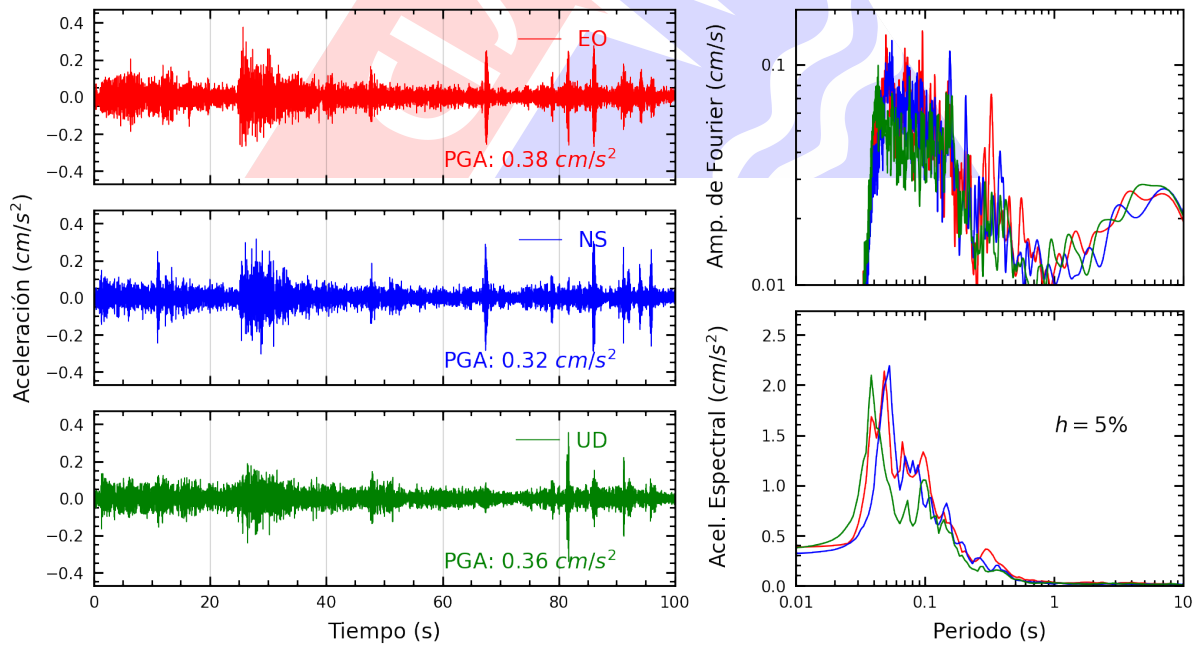 Aceleración (cm/s²)
0.4
0.2
0.0
−0.2
−0.4
EO
PGA: 0.38 cm/s²
0.4
0.2
0.0
−0.2
−0.4
NS
PGA: 0.32 cm/s²
0.4
0.2
0.0
−0.2
−0.4
UD
PGA: 0.36 cm/s²
0 20 40 60 80 100
Tiempo (s)
Amp. de Fourier (cm/s)
0.1
0.01
Acel. Espectral (cm/s²)
2.5
2.0
1.5
1.0
0.5
0.0
h = 5%
0.01 0.1 1 10
Periodo (s)